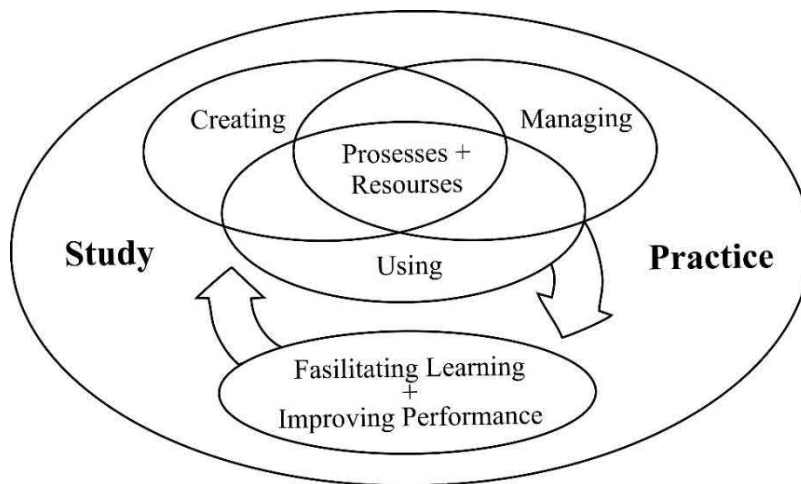 Creating
Managing
Prosesses +
Resourses
Study
Practice
Using
Fasilitating Learning
+
Improving Performance